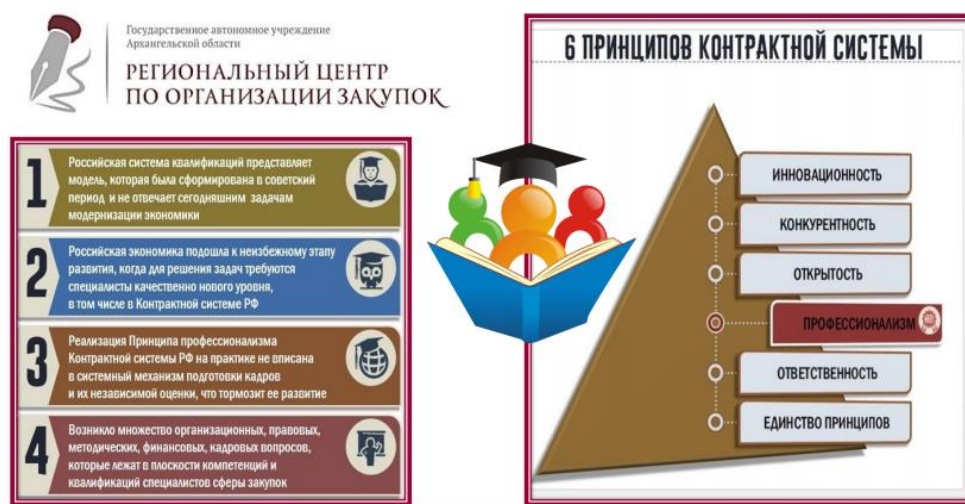 Государственное автономное учреждение
Архангельской области
РЕГИОНАЛЬНЫЙ ЦЕНТР
ПО ОРГАНИЗАЦИИ ЗАКУПОК
1
Российская система квалификаций представляет
модель, которая была сформирована в советский
период и не отвечает сегодняшним задачам
модернизации экономики
2
Российская экономика подошла к неизбежному этапу
развития, когда для решения задач требуются
специалисты качественно нового уровня,
в том числе в Контрактной системе РФ
3
Реализация Принципа профессионализма
Контрактной системы РФ на практике не вписана
в системный механизм подготовки кадров
и их независимой оценки, что тормозит ее развитие
4
Возникло множество организационных, правовых,
методических, финансовых, кадровых вопросов,
которые лежат в плоскости компетенций и
квалификаций специалистов сферы закупок
6 ПРИНЦИПОВ КОНТРАКТНОЙ СИСТЕМЫ
ИННОВАЦИОННОСТЬ
КОНКУРЕНТНОСТЬ
ОТКРЫТОСТЬ
ПРОФЕССИОНАЛИЗМ
ОТВЕТСТВЕННОСТЬ
ЕДИНСТВО ПРИНЦИПОВ